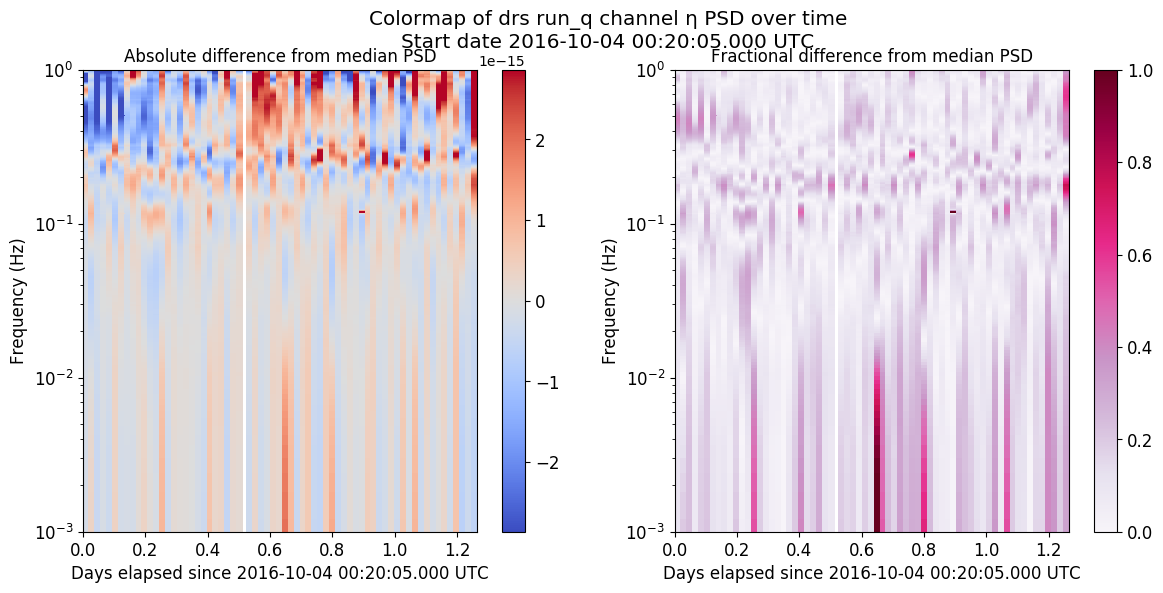 Colormap of drs run_q channel η PSD over time
Start date 2016-10-04 00:20:05.000 UTC
Absolute difference from median PSD
1e−15
10⁰
10⁻¹
10⁻²
10⁻³
Frequency (Hz)
0.0 0.2 0.4 0.6 0.8 1.0 1.2
Days elapsed since 2016-10-04 00:20:05.000 UTC
2
1
0
−1
−2
Fractional difference from median PSD
10⁰
10⁻¹
10⁻²
10⁻³
Frequency (Hz)
0.0 0.2 0.4 0.6 0.8 1.0 1.2
Days elapsed since 2016-10-04 00:20:05.000 UTC
1.0
0.8
0.6
0.4
0.2
0.0